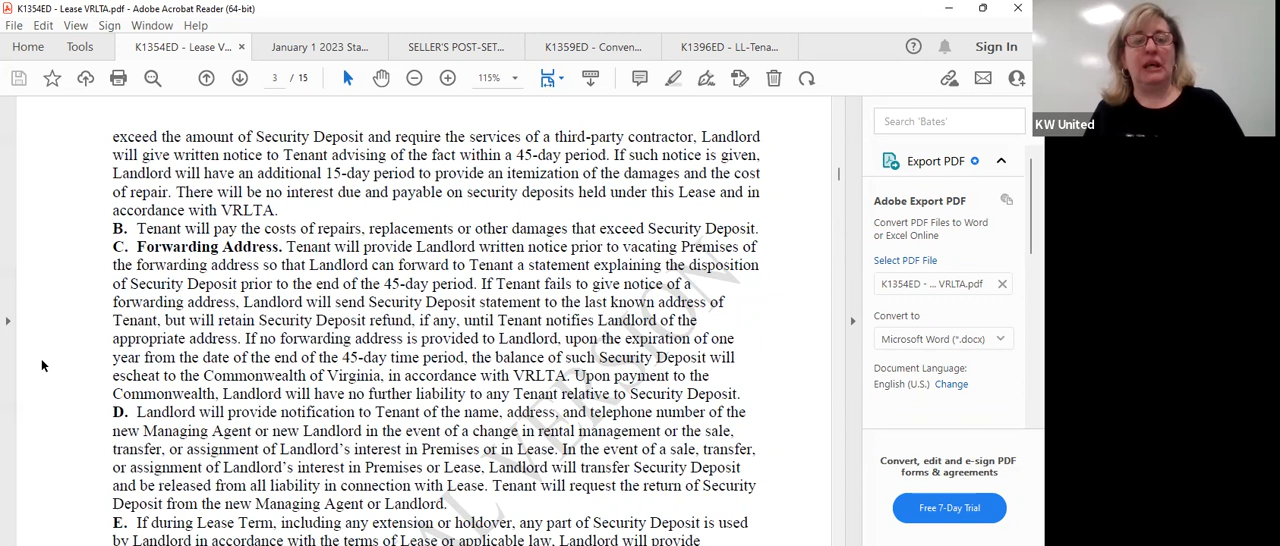 K1354ED - Lease VRLTA.pdf - Adobe Acrobat Reader (64-bit)
File Edit View Sign Window Help
Home Tools K1354ED - Lease V... × January 1 2023 Sta... SELLER'S POST-SET... K1359ED - Conven... K1396ED - LL-Tena... Sign In
3 / 15 115%
exceed the amount of Security Deposit and require the services of a third-party contractor, Landlord
will give written notice to Tenant advising of the fact within a 45-day period. If such notice is given,
Landlord will have an additional 15-day period to provide an itemization of the damages and the cost
of repair. There will be no interest due and payable on security deposits held under this Lease and in
accordance with VRLTA.
B. Tenant will pay the costs of repairs, replacements or other damages that exceed Security Deposit.
C. Forwarding Address. Tenant will provide Landlord written notice prior to vacating Premises of
the forwarding address so that Landlord can forward to Tenant a statement explaining the disposition
of Security Deposit prior to the end of the 45-day period. If Tenant fails to give notice of a
forwarding address, Landlord will send Security Deposit statement to the last known address of
Tenant, but will retain Security Deposit refund, if any, until Tenant notifies Landlord of the
appropriate address. If no forwarding address is provided to Landlord, upon the expiration of one
year from the date of the end of the 45-day time period, the balance of such Security Deposit will
escheat to the Commonwealth of Virginia, in accordance with VRLTA. Upon payment to the
Commonwealth, Landlord will have no further liability to any Tenant relative to Security Deposit.
D. Landlord will provide notification to Tenant of the name, address, and telephone number of the
new Managing Agent or new Landlord in the event of a change in rental management or the sale,
transfer, or assignment of Landlord's interest in Premises or in Lease. In the event of a sale, transfer,
or assignment of Landlord's interest in Premises or Lease, Landlord will transfer Security Deposit
and be released from all liability in connection with Lease. Tenant will request the return of Security
Deposit from the new Managing Agent or Landlord.
E. If during Lease Term, including any extension or holdover, any part of Security Deposit is used
by Landlord in accordance with the terms of Lease or applicable law, Landlord will provide
AL VERSION
Search 'Bates'
Export PDF
Adobe Export PDF
Convert PDF Files to Word
or Excel Online
Select PDF File
K1354ED - ... VRLTA.pdf
Convert to
Microsoft Word (*.docx)
Document Language:
English (U.S.) Change
Convert, edit and e-sign PDF
forms & agreements
Free 7-Day Trial
KW United